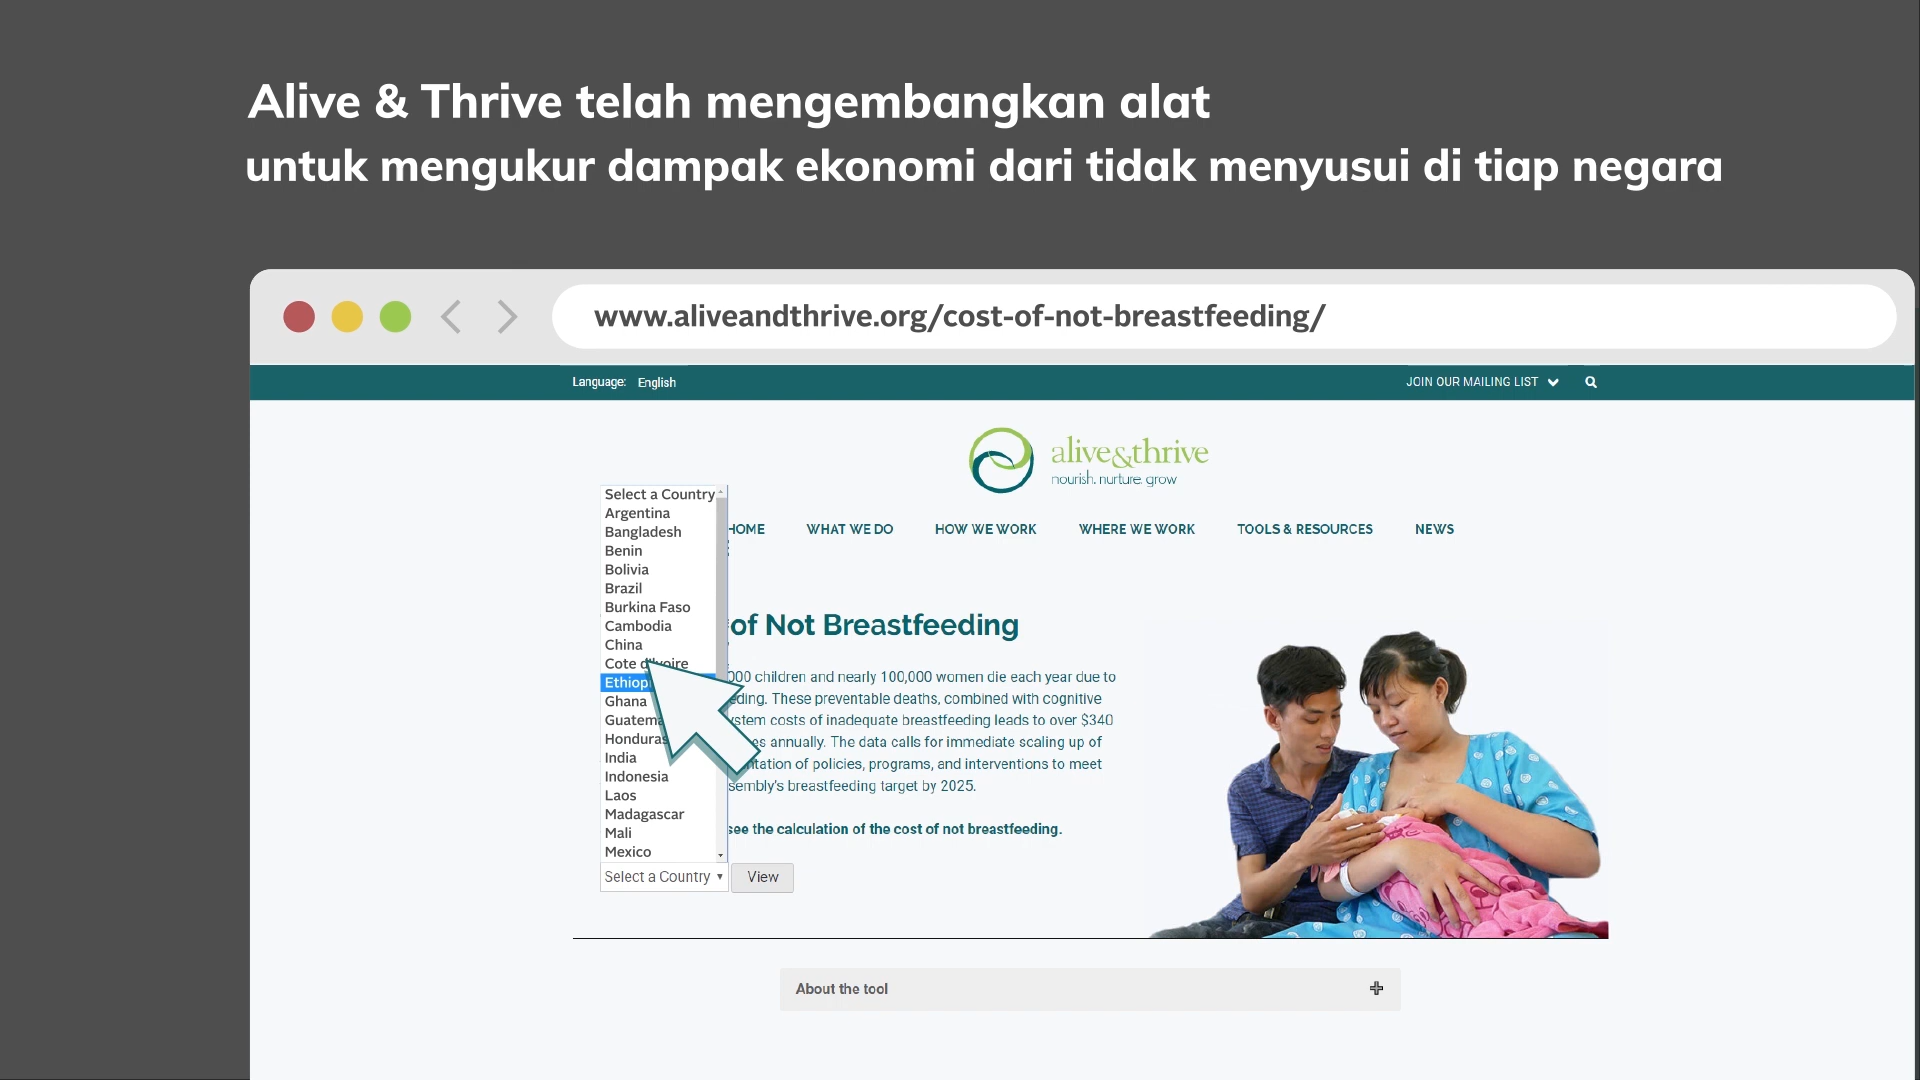 Alive & Thrive telah mengembangkan alat
untuk mengukur dampak ekonomi dari tidak menyusui di tiap negara
www.aliveandthrive.org/cost-of-not-breastfeeding/
Language: English
JOIN OUR MAILING LIST
alive&thrive
nourish. nurture. grow
HOME WHAT WE DO HOW WE WORK WHERE WE WORK TOOLS & RESOURCES NEWS
Select a Country
Argentina
Bangladesh
Benin
Bolivia
Brazil
Burkina Faso
Cambodia
China
Cote d'Ivoire
Ghana
Honduras
India
Indonesia
Laos
Madagascar
Mali
Mexico
of Not Breastfeeding
000 children and nearly 100,000 women die each year due to
These preventable deaths, combined with cognitive
costs of inadequate breastfeeding leads to over $340
annually. The data calls for immediate scaling up of
of policies, programs, and interventions to meet
breastfeeding target by 2025.
see the calculation of the cost of not breastfeeding.
Select a Country View
About the tool